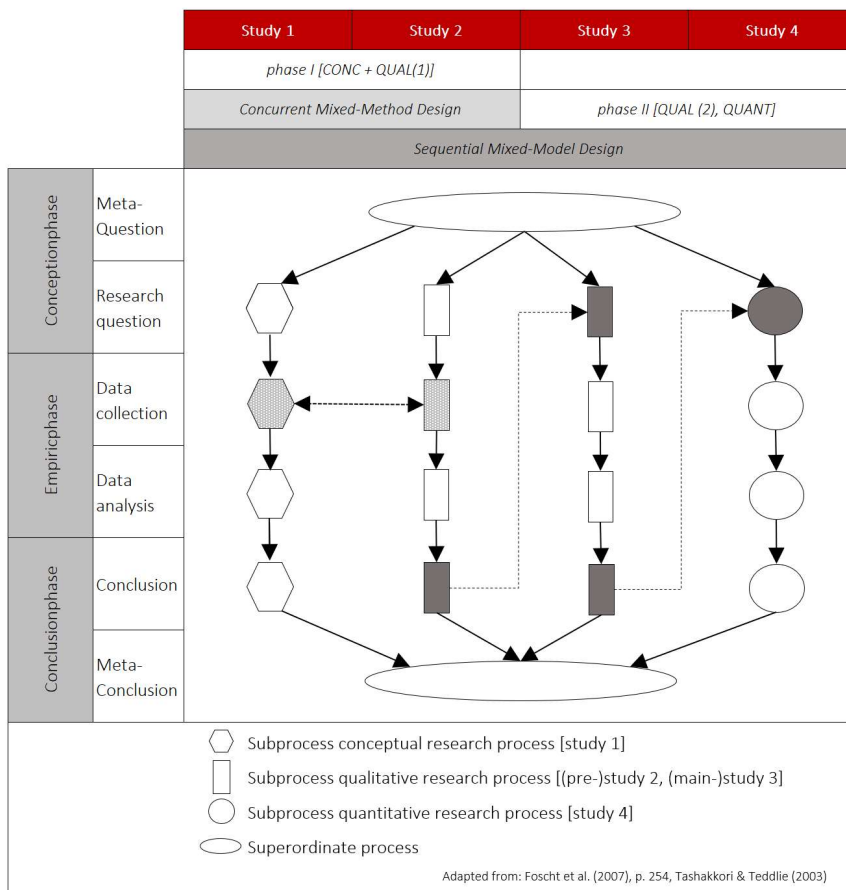 Study 1 Study 2 Study 3 Study 4
phase I [CONC + QUAL(1)]
Concurrent Mixed-Method Design phase II [QUAL (2), QUANT]
Sequential Mixed-Model Design
Conceptionphase
Meta-
Question
Research
question
Empiricphase
Data
collection
Data
analysis
Conclusionphase
Conclusion
Meta-
Conclusion
Subprocess conceptual research process [study 1]
Subprocess qualitative research process [(pre-)study 2, (main-)study 3]
Subprocess quantitative research process [study 4]
Superordinate process
Adapted from: Foscht et al. (2007), p. 254, Tashakkori & Teddlie (2003)